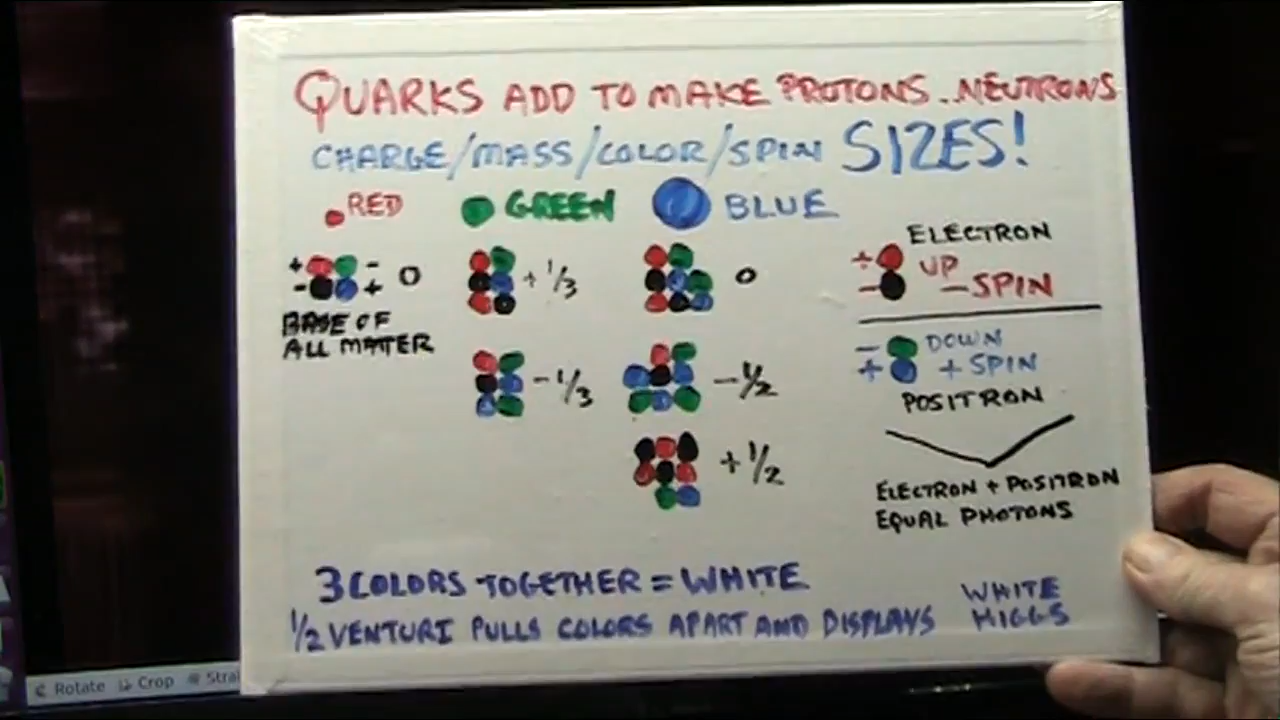 QUARKS ADD TO MAKE PROTONS..NEUTRONS
CHARGE/MASS/COLOR/SPIN SIZES!
RED GREEN BLUE
+ - 0
- +
BASE OF
ALL MATTER
+ 1/3
- 1/3
0
- 1/2
+ 1/2
ELECTRON
+ UP
- - SPIN
- DOWN
+ + SPIN
POSITRON
ELECTRON + POSITRON
EQUAL PHOTONS
3 COLORS TOGETHER = WHITE
1/2 VENTURI PULLS COLORS APART AND DISPLAYS
WHITE
HIGGS
Rotate Crop